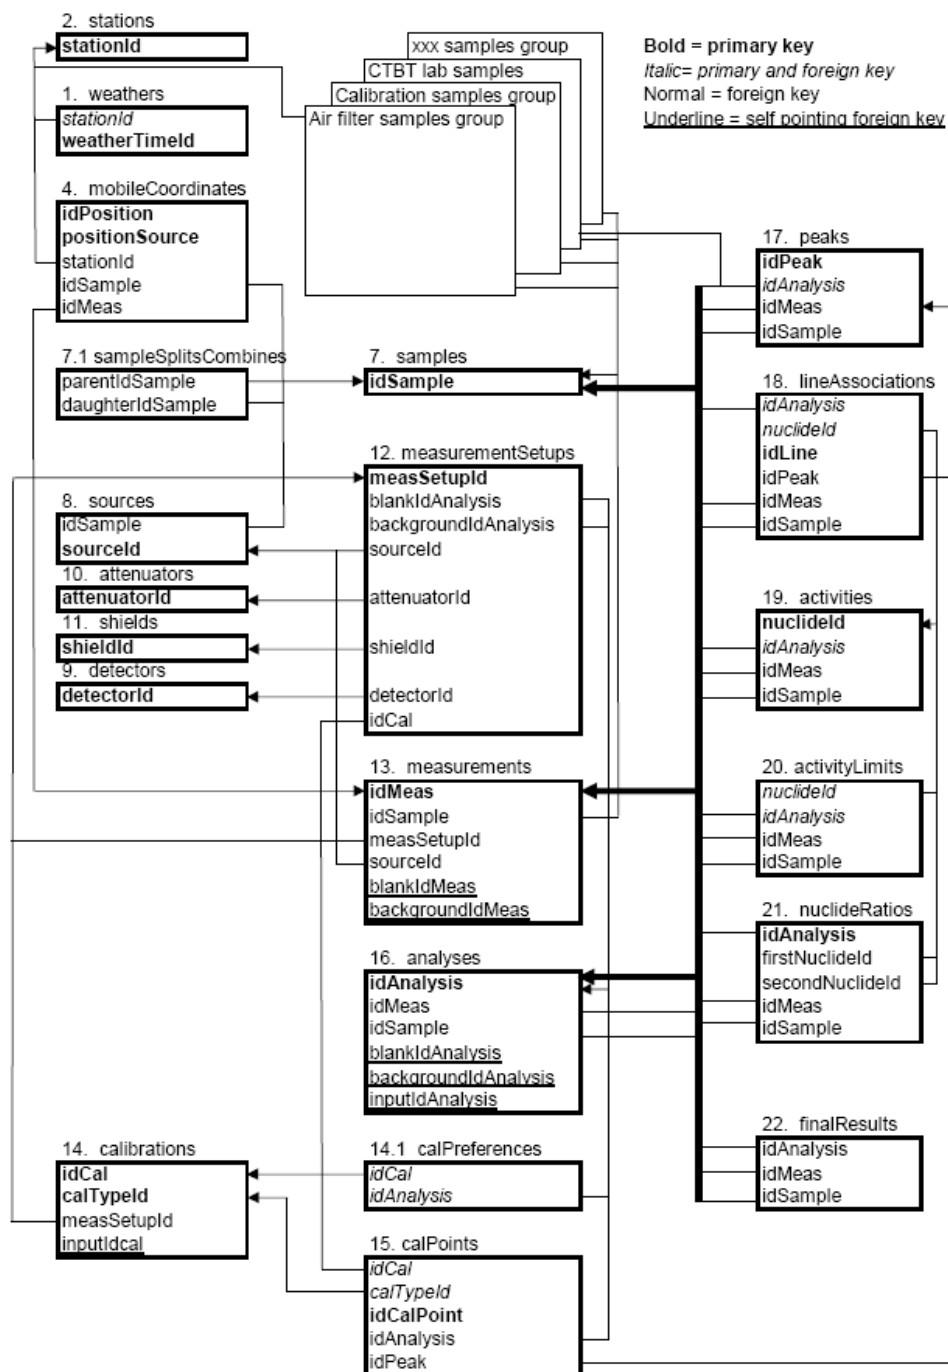 2. stations
stationId
1. weathers
stationId
weatherTimeId
4. mobileCoordinates
idPosition
positionSource
stationId
idSample
idMeas
7.1 sampleSplitsCombines
parentIdSample
daughterIdSample
8. sources
idSample
sourceId
10. attenuators
attenuatorId
11. shields
shieldId
9. detectors
detectorId
14. calibrations
idCal
calTypeId
measSetupId
inputIdcal
xxx samples group
CTBT lab samples
Calibration samples group
Air filter samples group
7. samples
idSample
12. measurementSetups
measSetupId
blankIdAnalysis
backgroundIdAnalysis
sourceId
attenuatorId
shieldId
detectorId
idCal
13. measurements
idMeas
idSample
measSetupId
sourceId
blankIdMeas
backgroundIdMeas
16. analyses
idAnalysis
idMeas
idSample
blankIdAnalysis
backgroundIdAnalysis
inputIdAnalysis
14.1 calPreferences
idCal
idAnalysis
15. calPoints
idCal
calTypeId
idCalPoint
idAnalysis
idPeak
Bold = primary key
Italic= primary and foreign key
Normal = foreign key
Underline = self pointing foreign key
17. peaks
idPeak
idAnalysis
idMeas
idSample
18. lineAssociations
idAnalysis
nuclideId
idLine
idPeak
idMeas
idSample
19. activities
nuclideId
idAnalysis
idMeas
idSample
20. activityLimits
nuclideId
idAnalysis
idMeas
idSample
21. nuclideRatios
idAnalysis
firstNuclideId
secondNuclideId
idMeas
idSample
22. finalResults
idAnalysis
idMeas
idSample